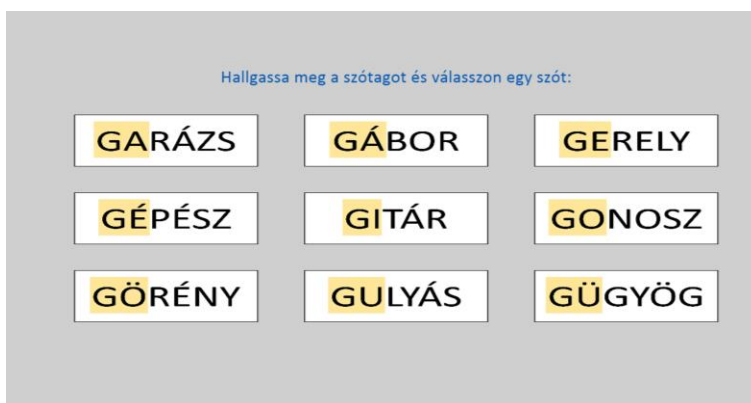 Hallgassa meg a szótagot és válasszon egy szót:
GARÁZS GÁBOR GERELY
GÉPÉSZ GITÁR GONOSZ
GÖRÉNY GULYÁS GÜGYÖG